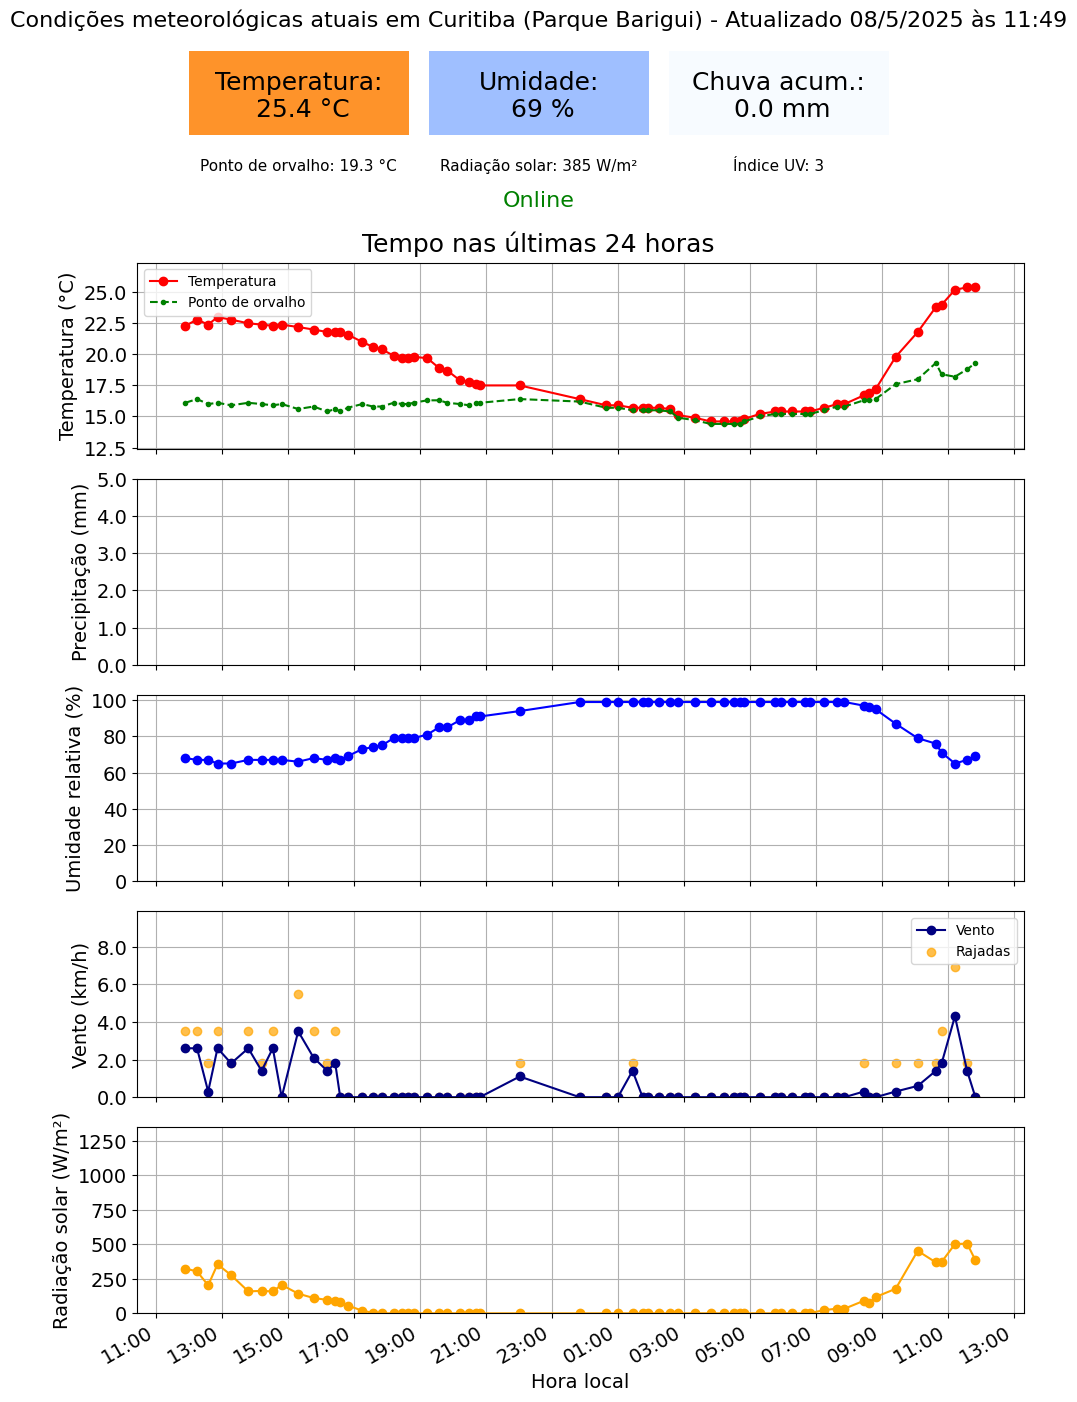 Condições meteorológicas atuais em Curitiba (Parque Barigui) - Atualizado 08/5/2025 às 11:49
Temperatura:
25.4 °C
Umidade:
69 %
Chuva acum.:
0.0 mm
Ponto de orvalho: 19.3 °C
Radiação solar: 385 W/m²
Índice UV: 3
Online
Tempo nas últimas 24 horas
Temperatura (°C)
25.0
22.5
20.0
17.5
15.0
12.5
Temperatura
Ponto de orvalho
Precipitação (mm)
5.0
4.0
3.0
2.0
1.0
0.0
Umidade relativa (%)
100
80
60
40
20
0
Vento (km/h)
8.0
6.0
4.0
2.0
0.0
Vento
Rajadas
Radiação solar (W/m²)
1250
1000
750
500
250
0
11:00
13:00
15:00
17:00
19:00
21:00
23:00
01:00
03:00
05:00
07:00
09:00
11:00
13:00
Hora local